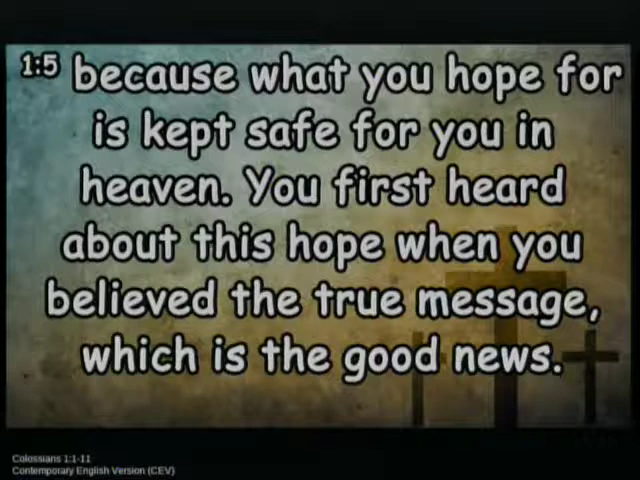 1:5 because what you hope for
is kept safe for you in
heaven. You first heard
about this hope when you
believed the true message,
which is the good news.
Colossians 1:1-11
Contemporary English Version (CEV)